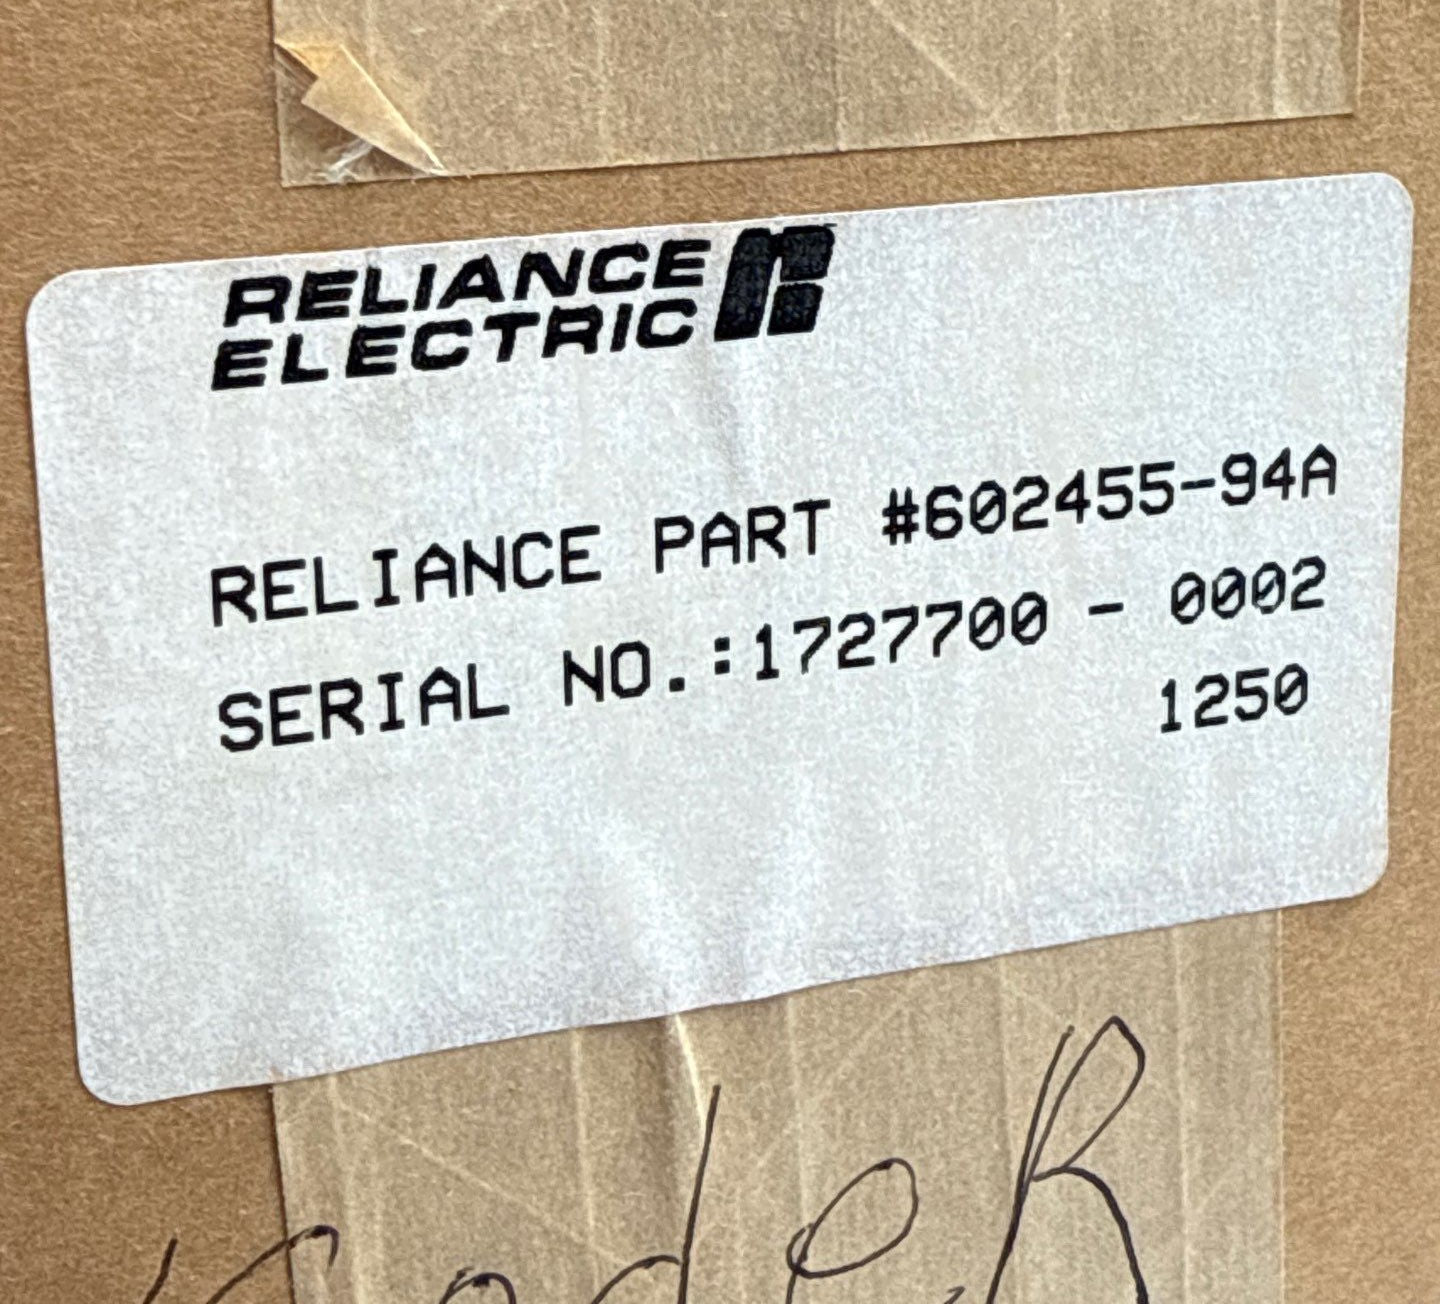 RELIANCE
ELECTRIC
RELIANCE PART #602455-94A
SERIAL NO.:1727700 - 0002
1250